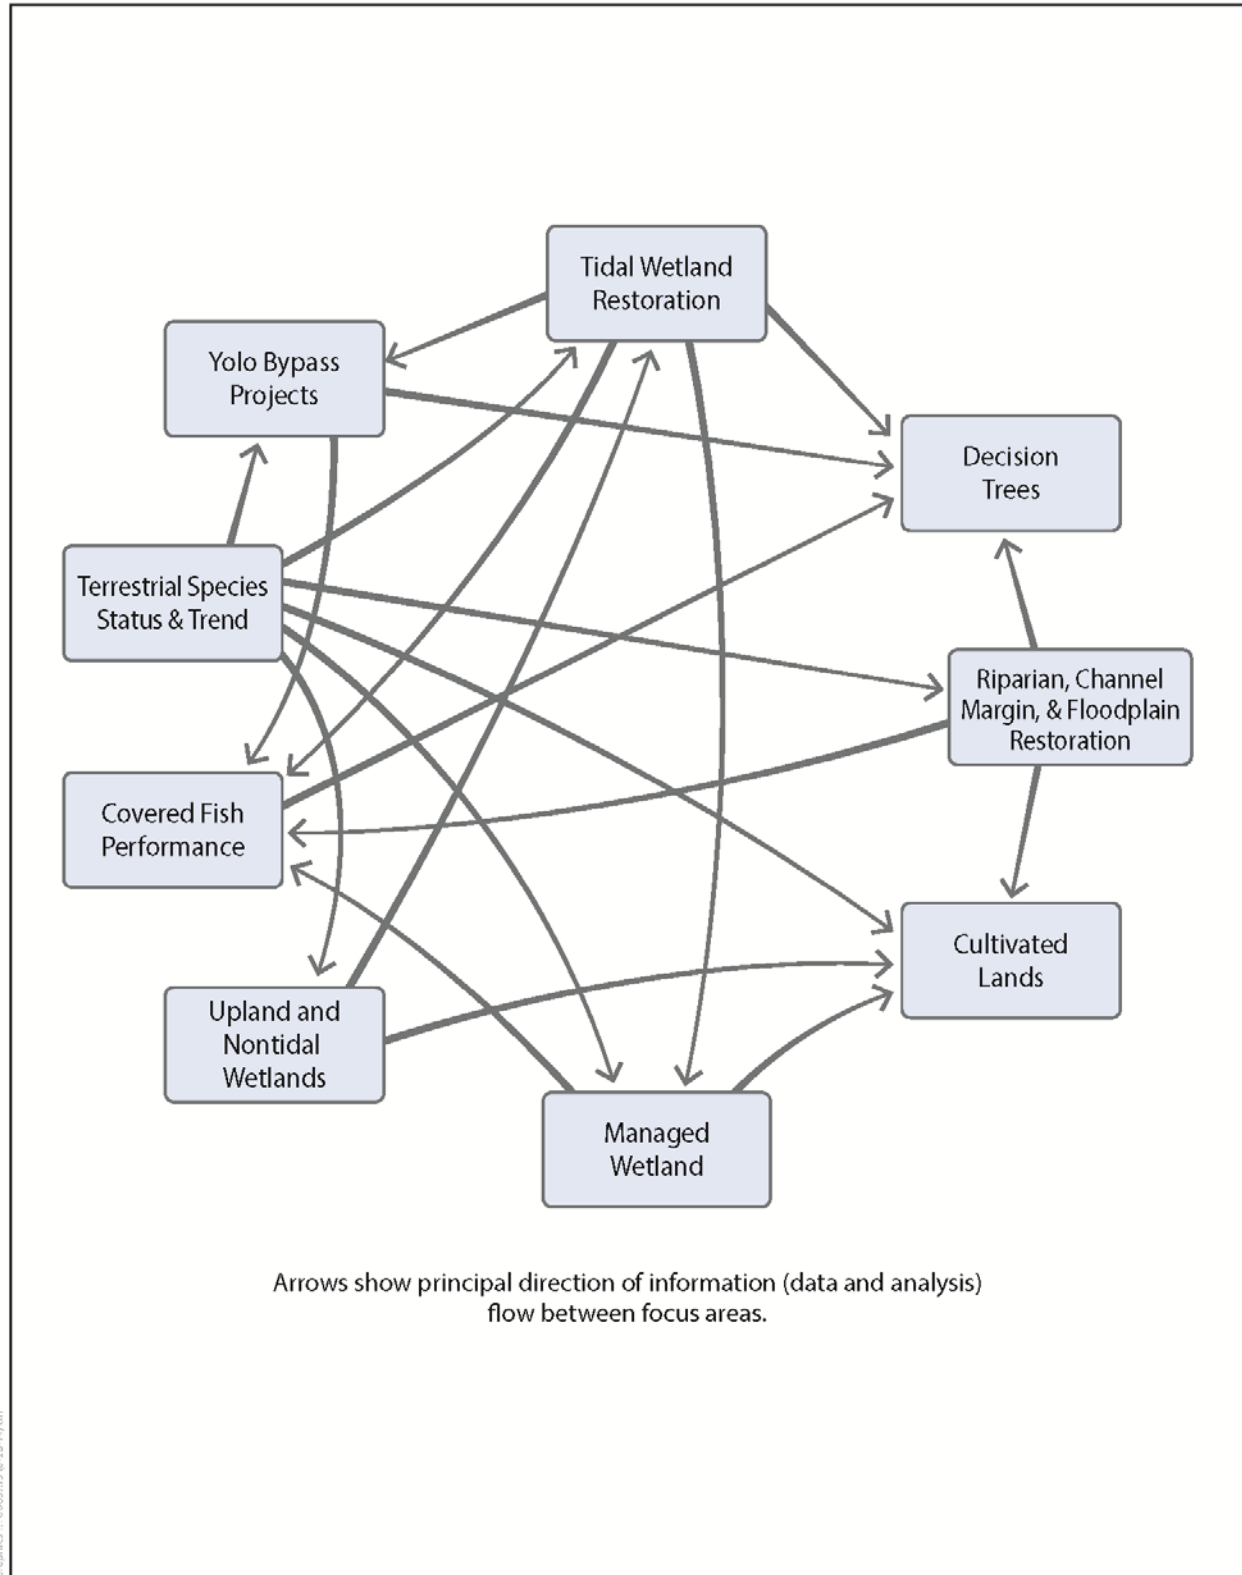 Tidal Wetland
Restoration
Yolo Bypass
Projects
Decision
Trees
Terrestrial Species
Status & Trend
Riparian, Channel
Margin, & Floodplain
Restoration
Covered Fish
Performance
Cultivated
Lands
Upland and
Nontidal
Wetlands
Managed
Wetland
Arrows show principal direction of information (data and analysis)
flow between focus areas.